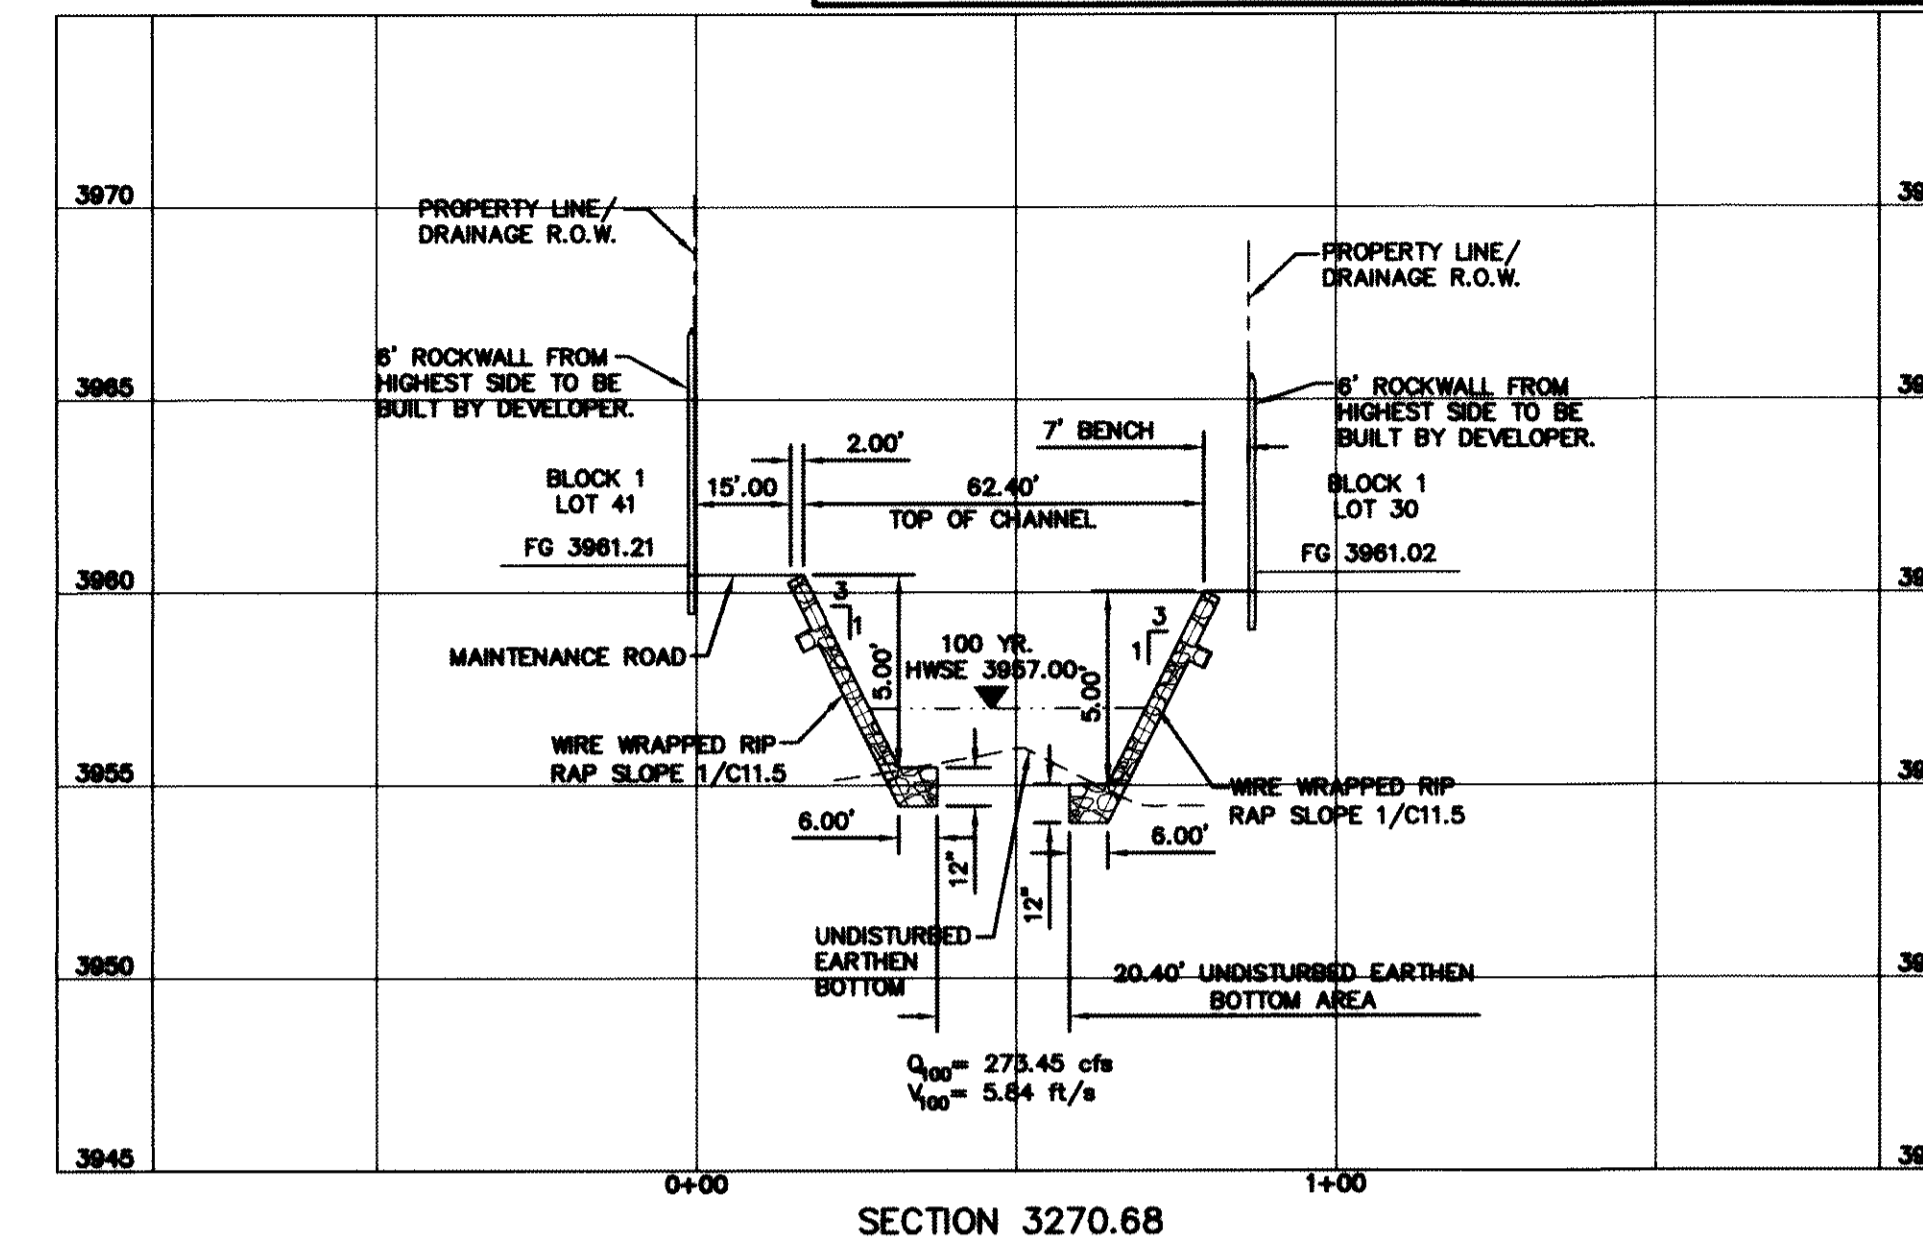 3970
39
PROPERTY LINE/
DRAINAGE R.O.W.
PROPERTY LINE/
DRAINAGE R.O.W.
6' ROCKWALL FROM
HIGHEST SIDE TO BE
BUILT BY DEVELOPER.
3965
39
6' ROCKWALL FROM
HIGHEST SIDE TO BE
BUILT BY DEVELOPER.
2.00'
7' BENCH
BLOCK 1
LOT 41
15'.00
62.40'
TOP OF CHANNEL
BLOCK 1
LOT 30
FG 3961.21
FG 3961.02
3960
39
3
1
3
1
MAINTENANCE ROAD
100 YR.
HWSE 3957.00
5.00'
5.00'
WIRE WRAPPED RIP
RAP SLOPE 1/C11.5
3955
39
WIRE WRAPPED RIP
RAP SLOPE 1/C11.5
6.00'
6.00'
12"
12"
UNDISTURBED
EARTHEN
BOTTOM
3950
39
20.40' UNDISTURBED EARTHEN
BOTTOM AREA
Q100= 273.45 cfs
V100= 5.84 ft/s
3945
39
0+00
1+00
SECTION 3270.68